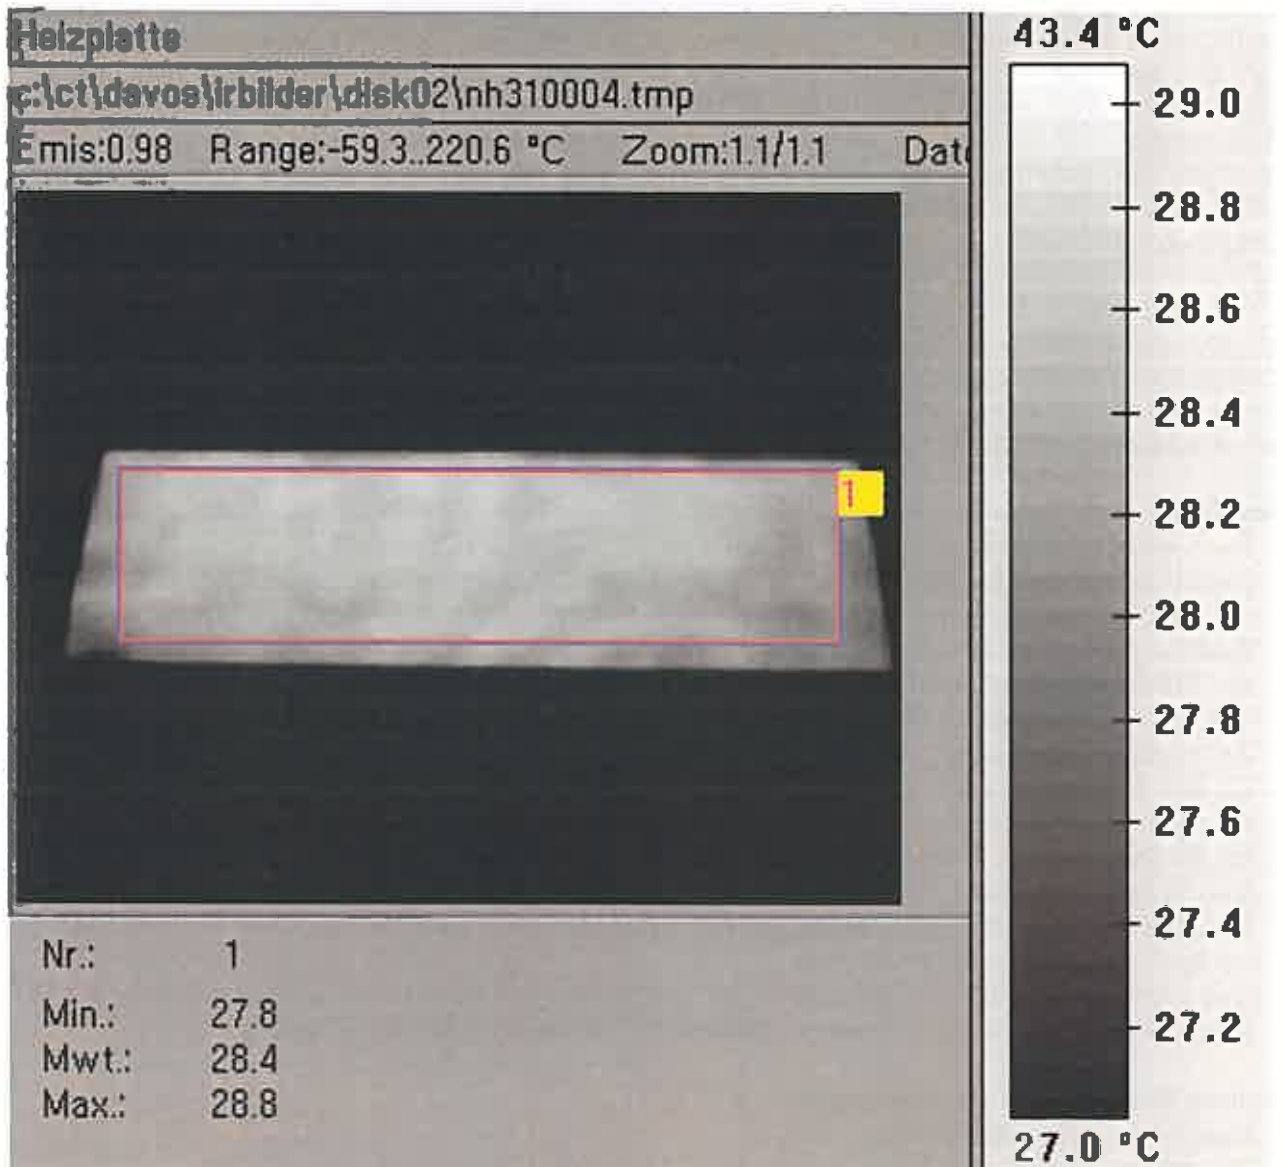 Heizplatte
c:\ct\davos\irbilder\disk02\nh310004.tmp
Emis:0.98 Range:-59.3..220.6 °C Zoom:1.1/1.1 Date
1
Nr.: 1
Min.: 27.8
Mwt.: 28.4
Max.: 28.8
43.4 °C
29.0
28.8
28.6
28.4
28.2
28.0
27.8
27.6
27.4
27.2
27.0 °C